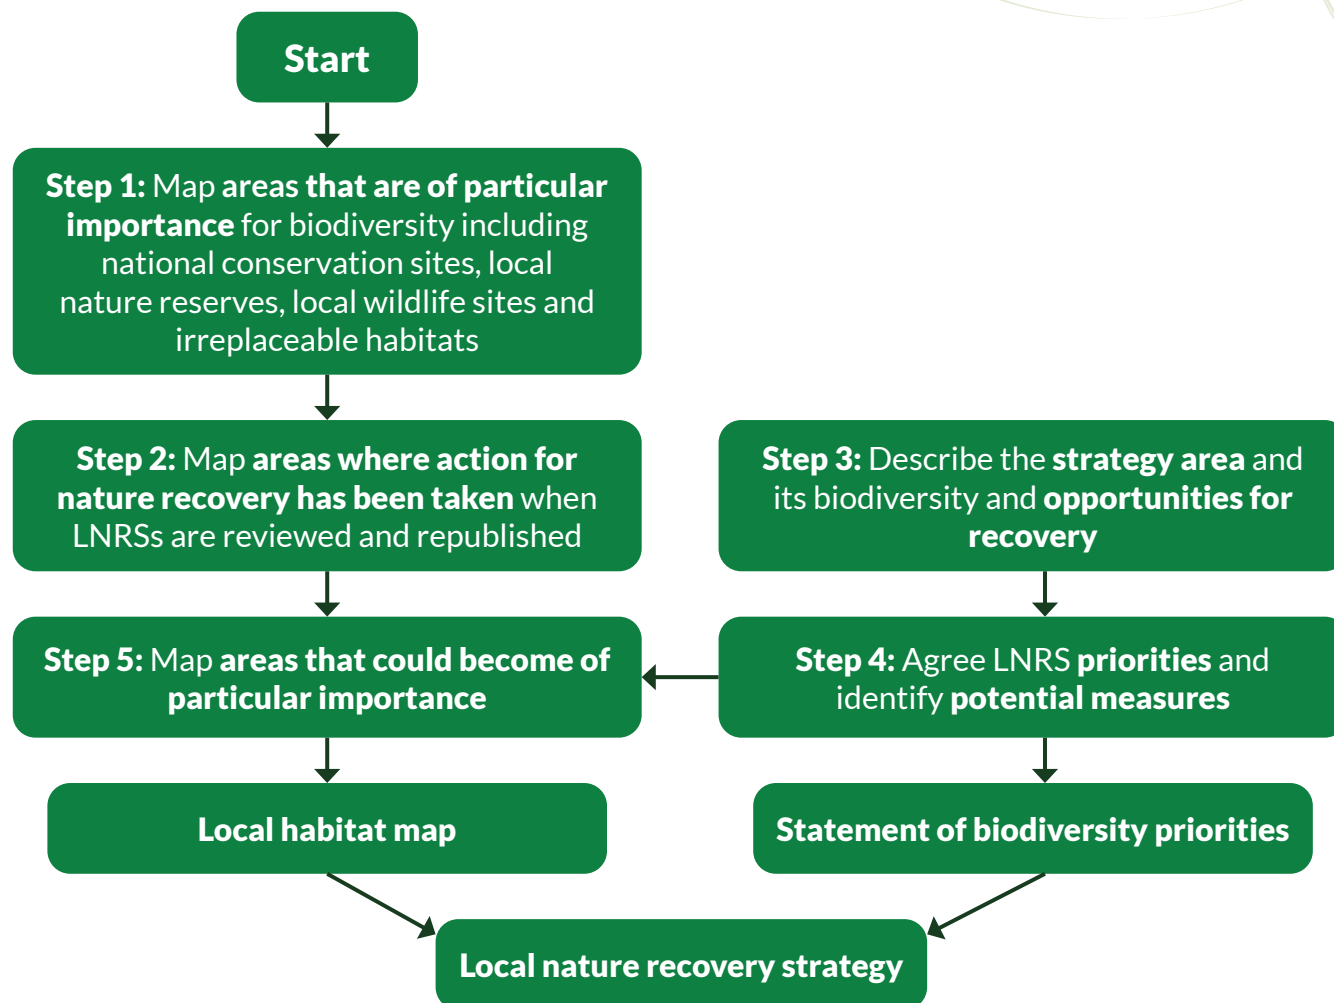 Start
Step 1: Map areas that are of particular
importance for biodiversity including
national conservation sites, local
nature reserves, local wildlife sites and
irreplaceable habitats
Step 2: Map areas where action for
nature recovery has been taken when
LNRSs are reviewed and republished
Step 3: Describe the strategy area and
its biodiversity and opportunities for
recovery
Step 5: Map areas that could become of
particular importance
Step 4: Agree LNRS priorities and
identify potential measures
Local habitat map
Statement of biodiversity priorities
Local nature recovery strategy